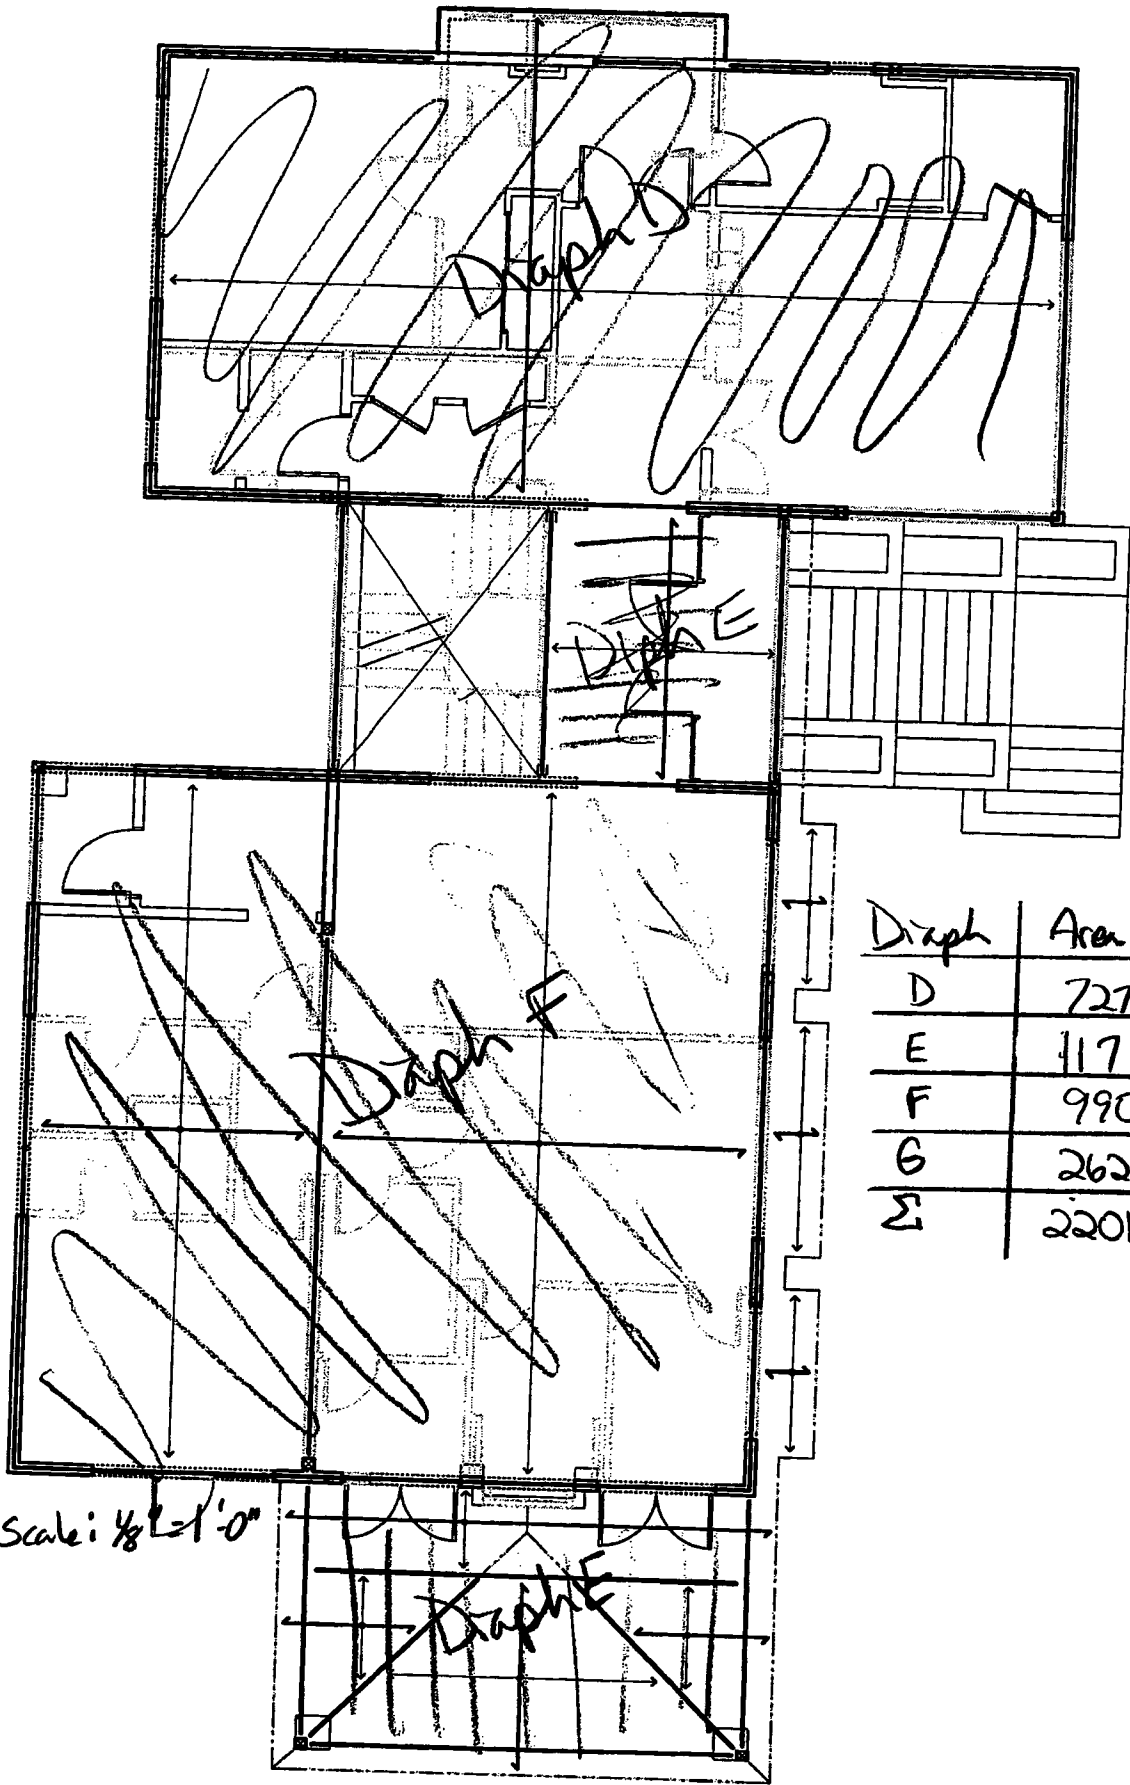 Diaph D
Diaph E
Diaph F
Diaph | Area
D | 727
E | 117
F | 990
G | 262
Σ | 2201
Scale: 1/8" = 1'-0"
Diaph E